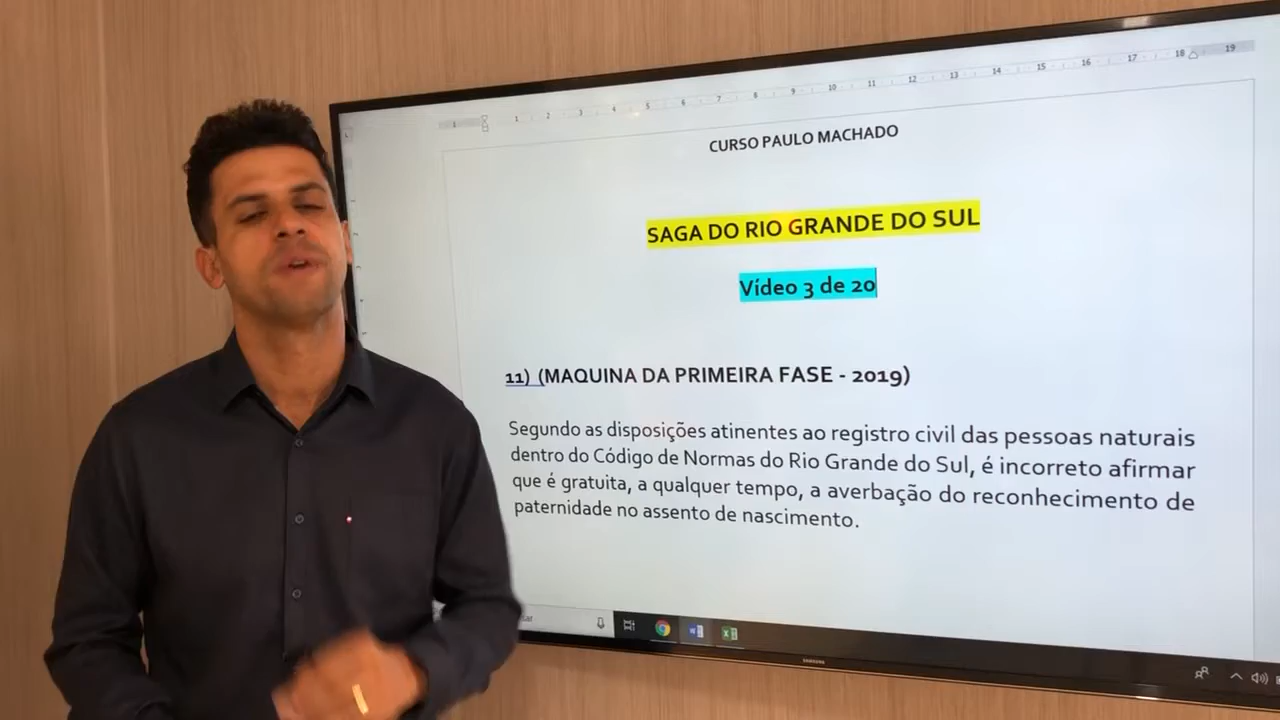 CURSO PAULO MACHADO
SAGA DO RIO GRANDE DO SUL
Vídeo 3 de 20
11) (MAQUINA DA PRIMEIRA FASE - 2019)
Segundo as disposições atinentes ao registro civil das pessoas naturais
dentro do Código de Normas do Rio Grande do Sul, é incorreto afirmar
que é gratuita, a qualquer tempo, a averbação do reconhecimento de
paternidade no assento de nascimento.
SAMSUNG